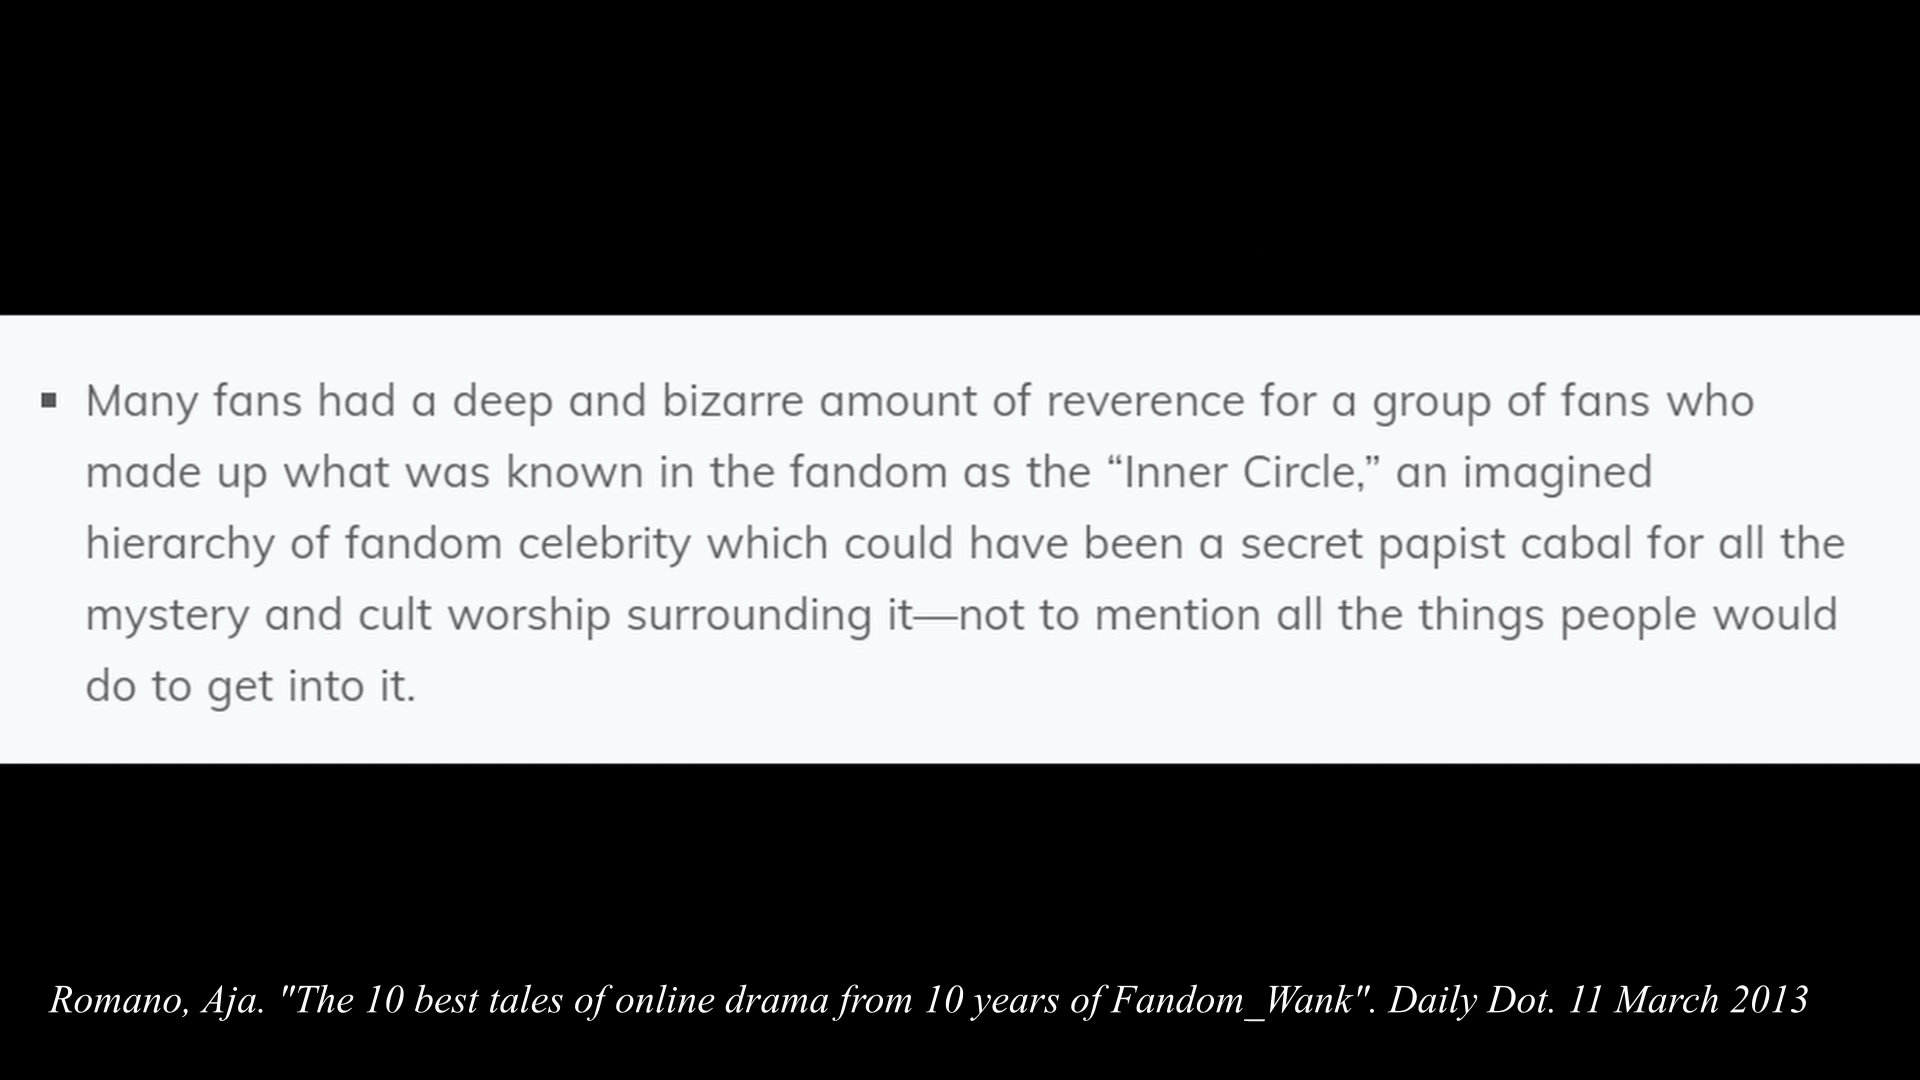 ▪ Many fans had a deep and bizarre amount of reverence for a group of fans who
made up what was known in the fandom as the “Inner Circle,” an imagined
hierarchy of fandom celebrity which could have been a secret papist cabal for all the
mystery and cult worship surrounding it—not to mention all the things people would
do to get into it.
Romano, Aja. "The 10 best tales of online drama from 10 years of Fandom_Wank". Daily Dot. 11 March 2013